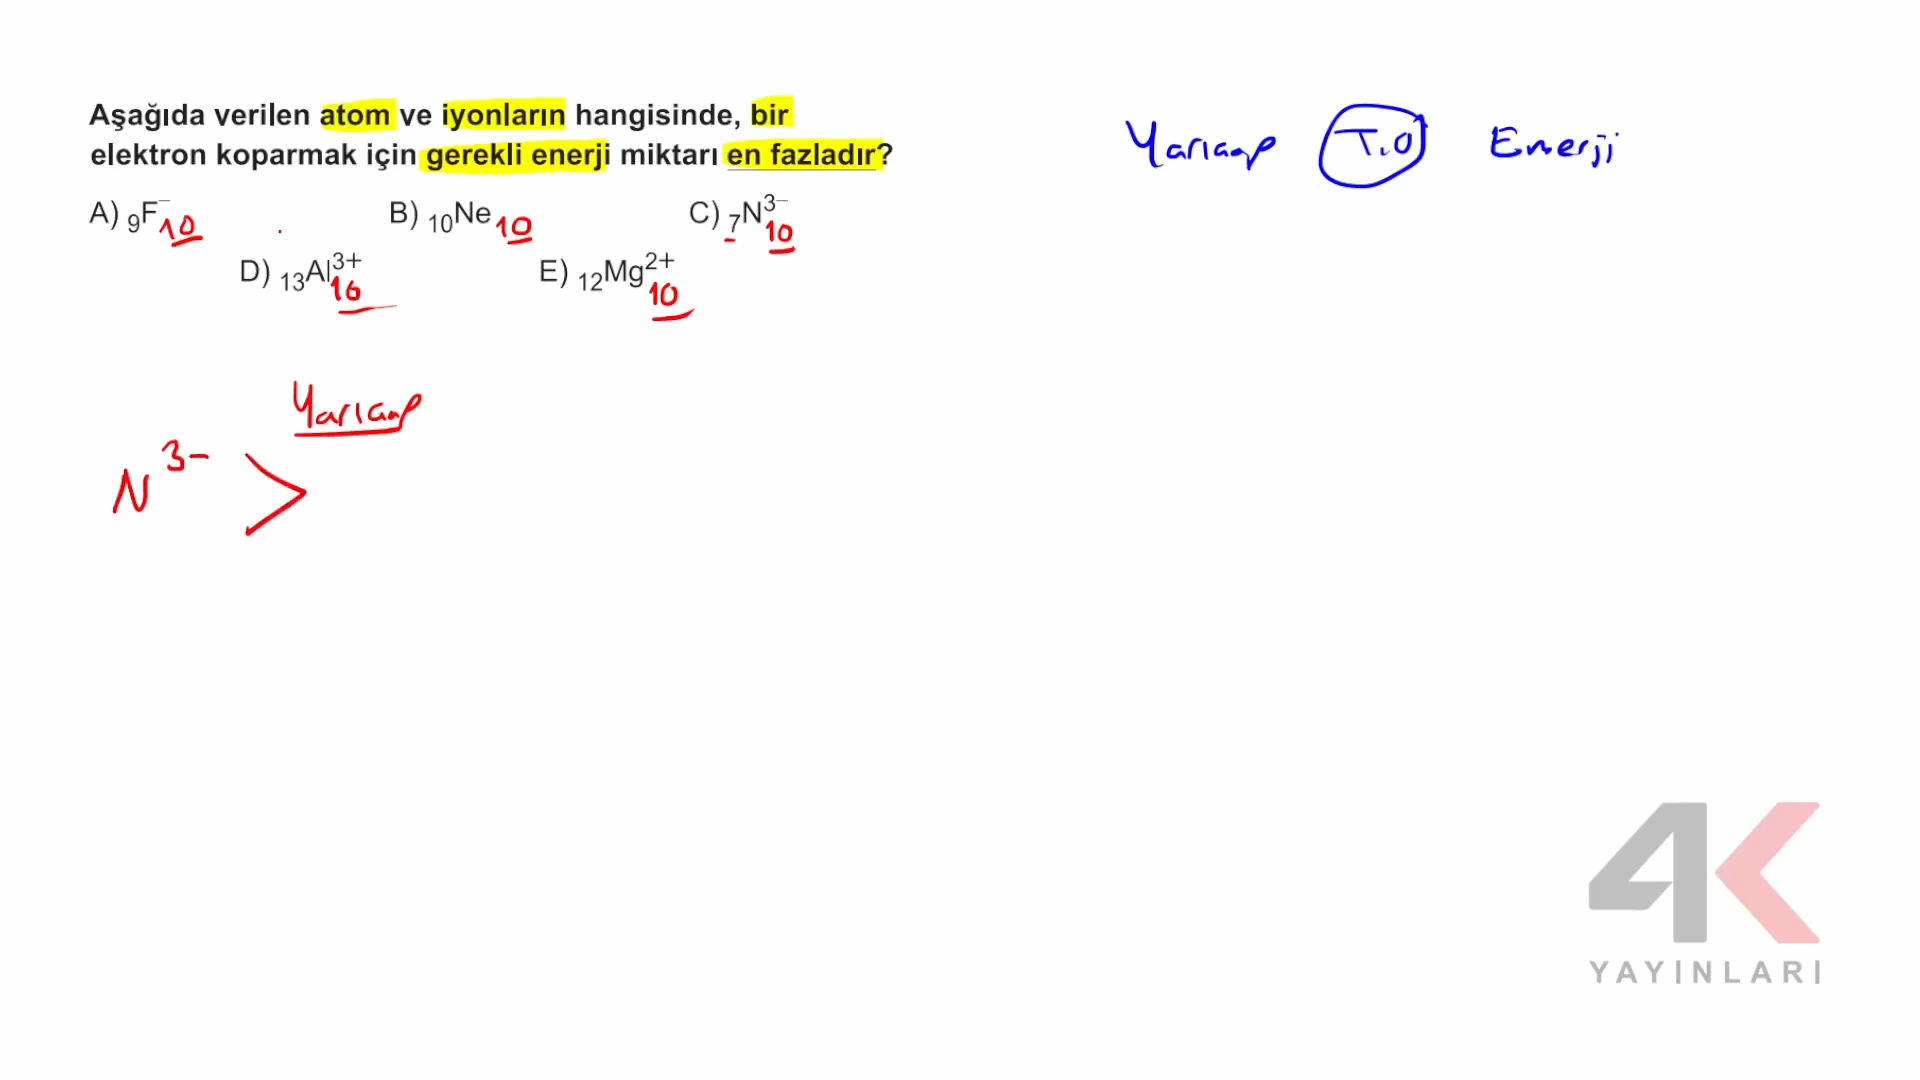 Aşağıda verilen atom ve iyonların hangisinde, bir
elektron koparmak için gerekli enerji miktarı en fazladır?
A) ₉F⁻ 10 B) ₁₀Ne 10 C) ₇N³⁻ 10
D) ₁₃Al³⁺ 10 E) ₁₂Mg²⁺ 10
Yarıçap T.O Enerji
Yarıçap
N³⁻ >
4K
YAYINLARI